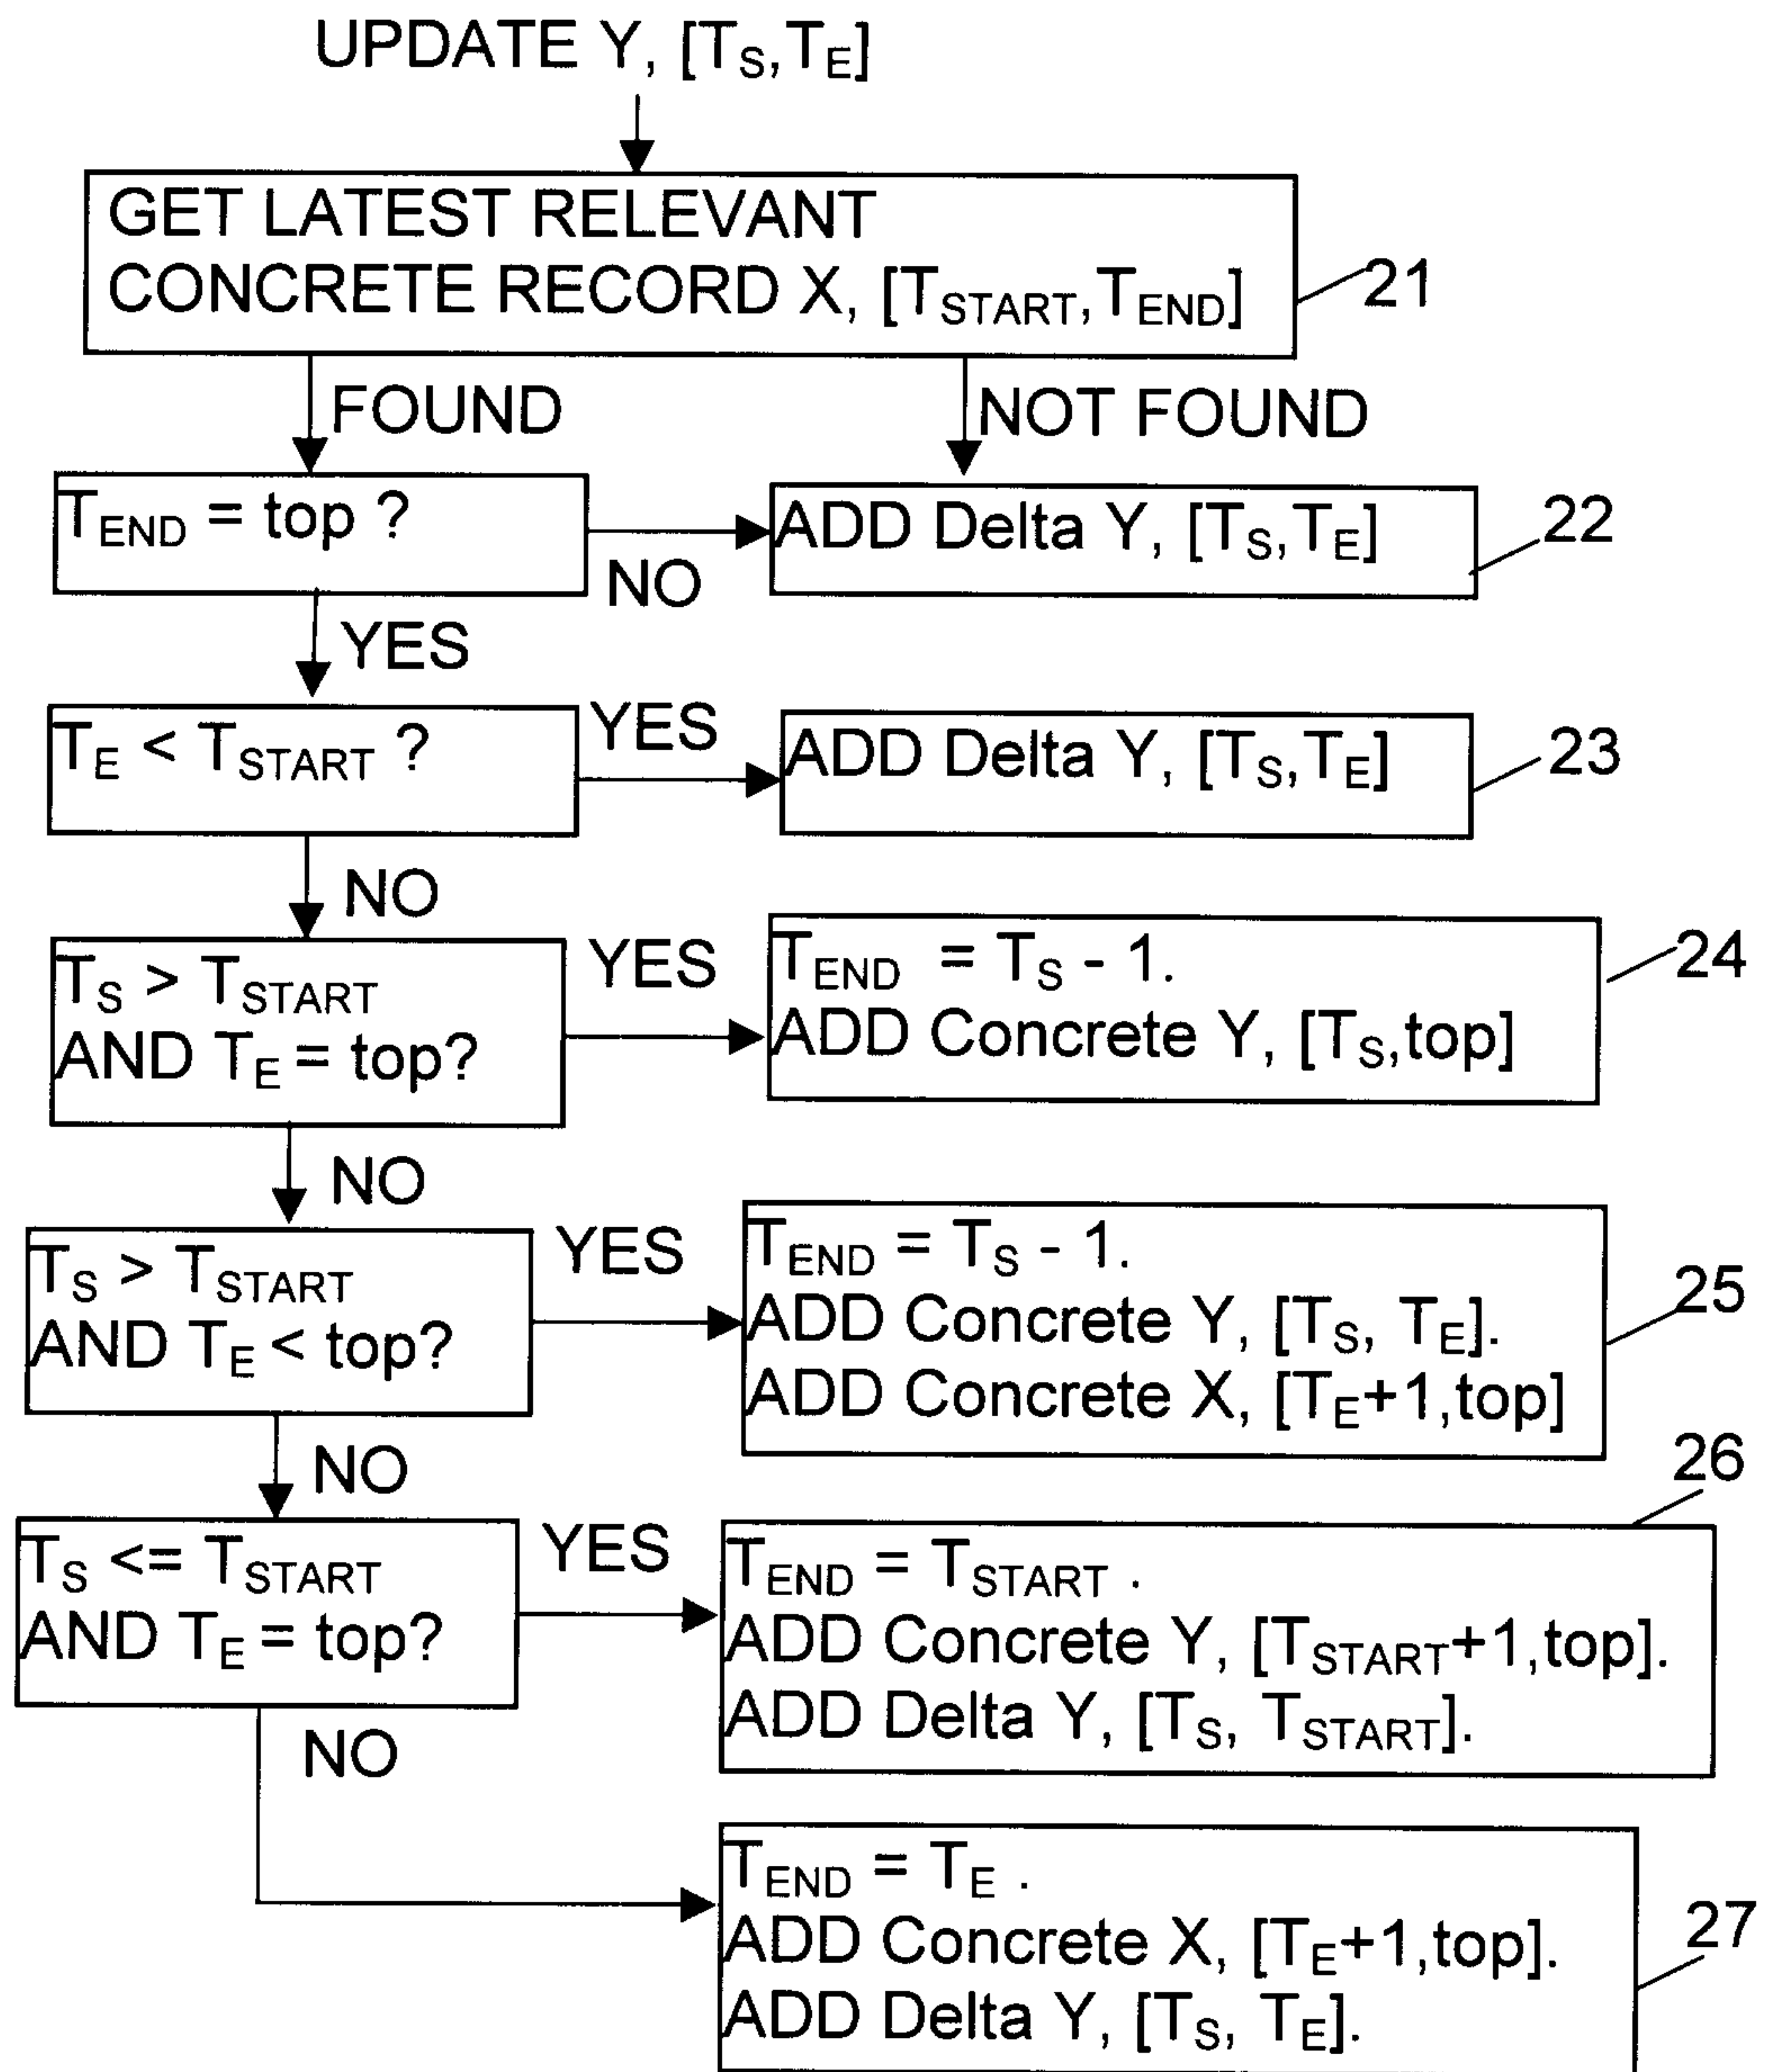 UPDATE Y, [TS,TE]
GET LATEST RELEVANT
CONCRETE RECORD X, [TSTART,TEND]
21
FOUND
NOT FOUND
TEND = top ?
NO
ADD Delta Y, [TS,TE]
22
YES
TE < TSTART ?
YES
ADD Delta Y, [TS,TE]
23
NO
TS > TSTART
AND TE = top?
YES
TEND = TS - 1.
ADD Concrete Y, [TS,top]
24
NO
TS > TSTART
AND TE < top?
YES
TEND = TS - 1.
ADD Concrete Y, [TS, TE].
ADD Concrete X, [TE+1,top]
25
NO
TS <= TSTART
AND TE = top?
YES
TEND = TSTART .
ADD Concrete Y, [TSTART+1,top].
ADD Delta Y, [TS, TSTART].
26
NO
TEND = TE .
ADD Concrete X, [TE+1,top].
ADD Delta Y, [TS, TE].
27